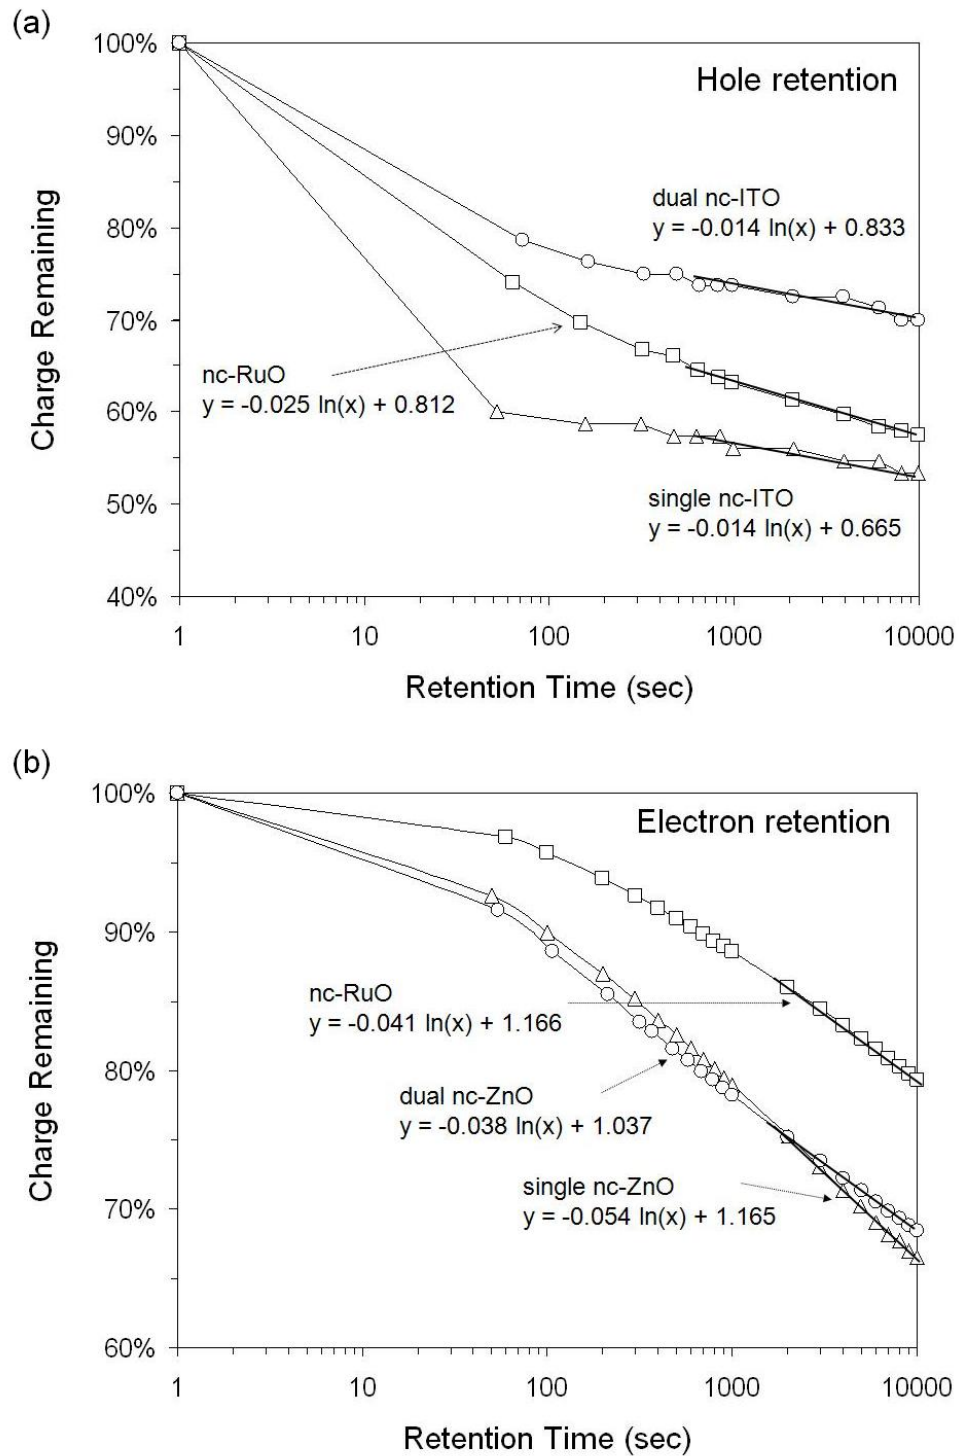 (a)
Hole retention
Charge Remaining
100%
90%
80%
70%
60%
50%
40%
dual nc-ITO
y = -0.014 ln(x) + 0.833
nc-RuO
y = -0.025 ln(x) + 0.812
single nc-ITO
y = -0.014 ln(x) + 0.665
1
10
100
1000
10000
Retention Time (sec)
(b)
Electron retention
Charge Remaining
100%
90%
80%
70%
60%
nc-RuO
y = -0.041 ln(x) + 1.166
dual nc-ZnO
y = -0.038 ln(x) + 1.037
single nc-ZnO
y = -0.054 ln(x) + 1.165
1
10
100
1000
10000
Retention Time (sec)